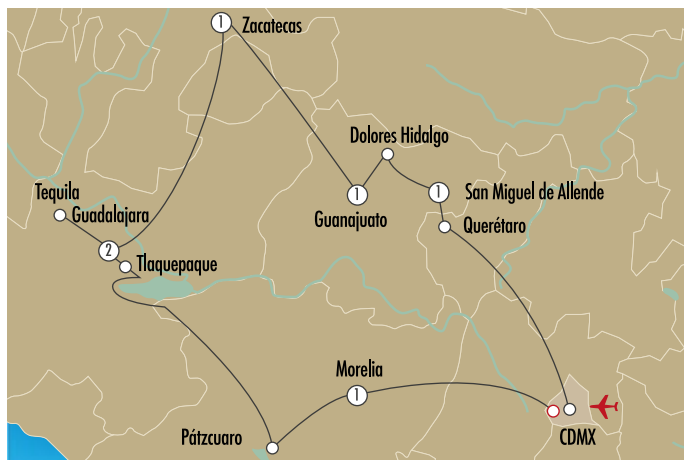 1
Zacatecas
Dolores Hidalgo
Tequila
1
1
San Miguel de Allende
Guadalajara
Guanajuato
Querétaro
2
Tlaquepaque
Morelia
1
Pátzcuaro
CDMX